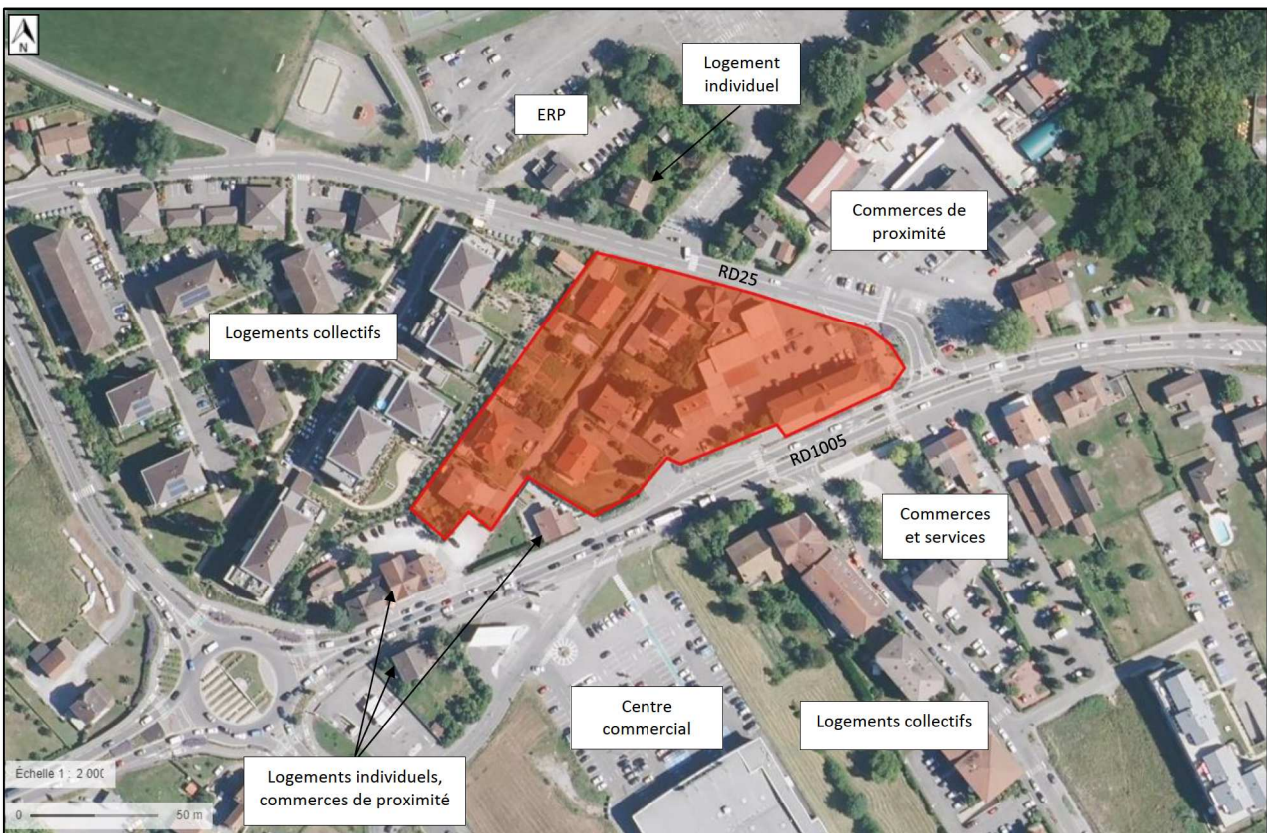 N
Logement
individuel
ERP
Commerces de
proximité
RD25
Logements collectifs
RD1005
Commerces
et services
Centre
commercial
Logements collectifs
Logements individuels,
commerces de proximité
Échelle 1 : 2 000
0 50 m